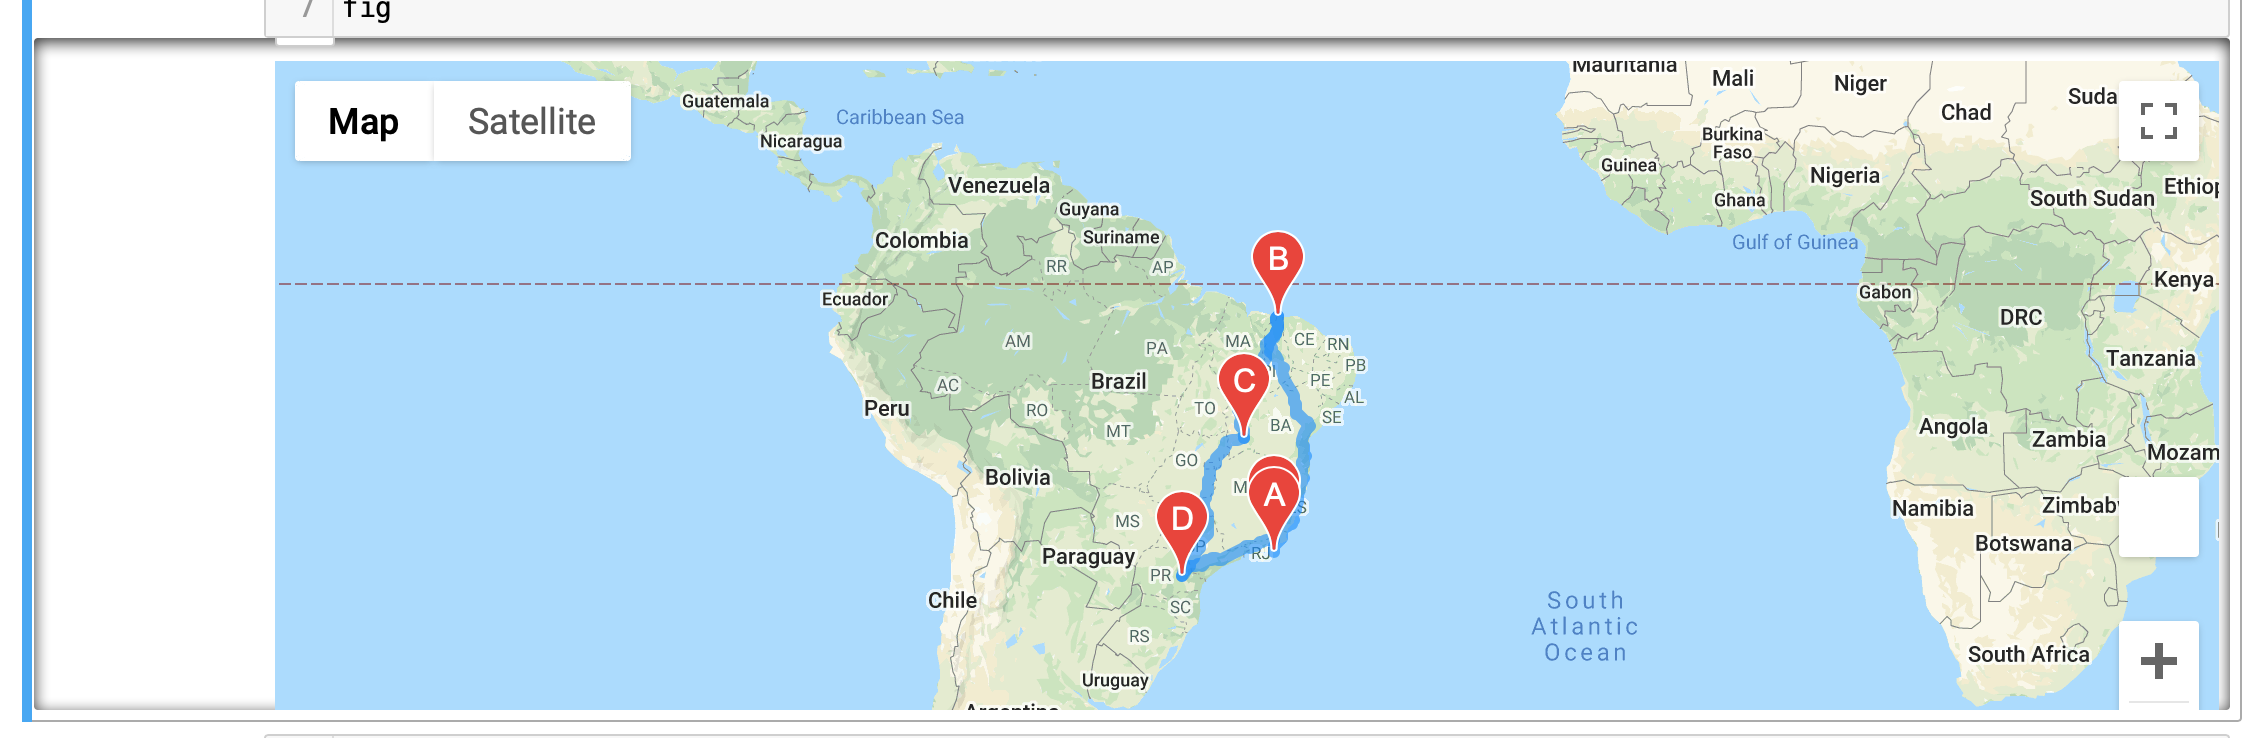 7 fig
Map Satellite
Guatemala
Caribbean Sea
Nicaragua
Venezuela
Guyana
Suriname
Colombia
RR
AP
Ecuador
B
AM
PA
MA
CE
RN
PB
Brazil
C
PE
AC
AL
Peru
RO
TO
SE
MT
BA
Bolivia
GO
A
D
MS
Paraguay
RJ
PR
Chile
SC
RS
Uruguay
Argentina
Mauritania
Mali
Niger
Chad
Suda
Burkina
Faso
Guinea
Nigeria
Ghana
South Sudan
Ethiop
Gulf of Guinea
Kenya
Gabon
DRC
Tanzania
Angola
Zambia
Mozam
Namibia
Zimbab
Botswana
South
Atlantic
Ocean
South Africa
+